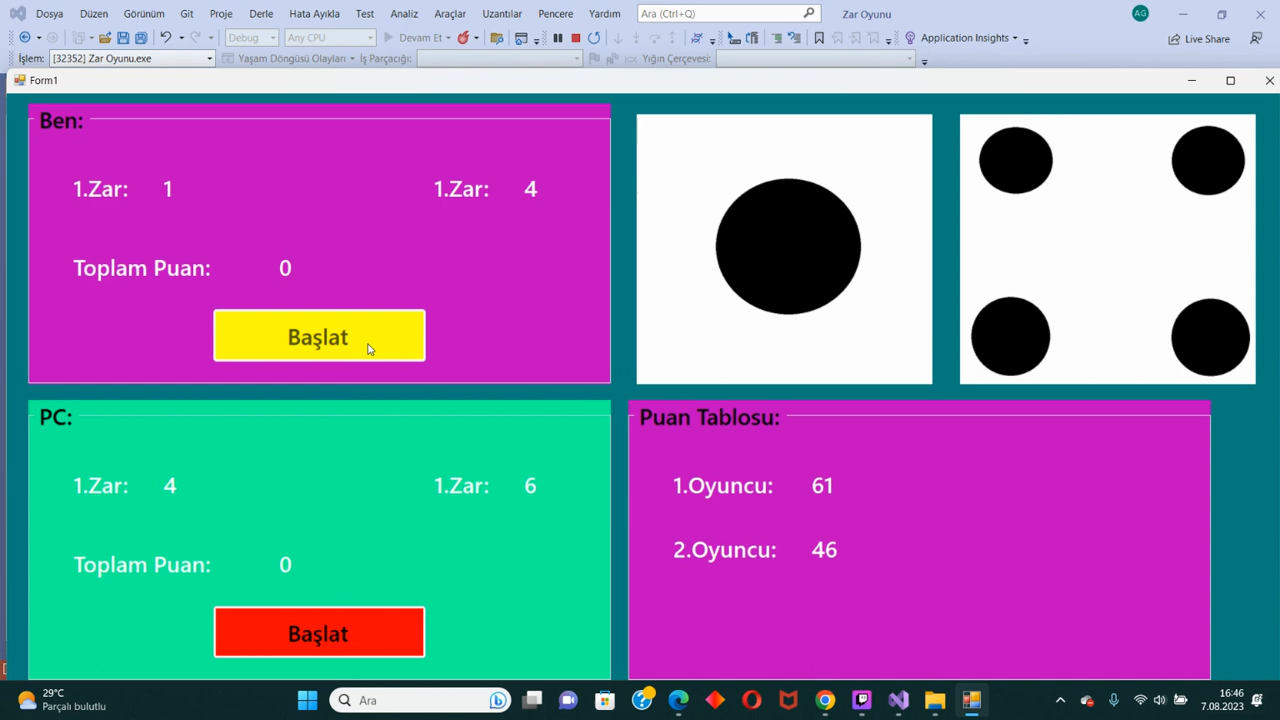 Dosya Düzen Görünüm Git Proje Derle Hata Ayıkla Test Analiz Araçlar Uzantılar Pencere Yardım Ara (Ctrl+Q) Zar Oyunu AG
Debug Any CPU Devam Et Application Insights Live Share
İşlem: [32352] Zar Oyunu.exe Yaşam Döngüsü Olayları İş Parçacığı: Yığın Çerçevesi:
Form1
Ben:
1.Zar: 1 1.Zar: 4
Toplam Puan: 0
Başlat
PC:
1.Zar: 4 1.Zar: 6
Toplam Puan: 0
Başlat
Puan Tablosu:
1.Oyuncu: 61
2.Oyuncu: 46
29°C
Parçalı bulutlu
Ara
16:46
7.08.2023